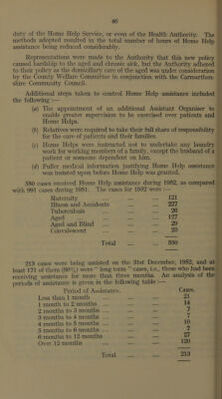 46
duty of the Home Help Service, or even of the Health Authority. The
methods adopted resulted in the total number of hours of Home Help
assistance being reduced considerably.
Representations were made to the Authority that this new policy
caused hardship to the aged and chronic sick, but the Authority adhered
to their policy as the domiciliary care of the aged was under consideration
by the County Welfare Committee in conjunction with the Carmarthen-
shire Community Council.
Additional steps taken to control Home Help assistance included
the following :—
(a) The appointment of an additional Assistant Organiser to
enable greater supervision to be exercised over patients and
Home Helps.
(b) Relatives were required to take their full share of responsibility
for the care of patients and their families.
(c) Home Helps were instructed not to undertake any laundry
work for working members of a family, except the husband of a
patient or someone dependant on him.
(d) Fuller medical information justifying Home Help assistance
was insisted upon before Home Help was granted.
550 cases received Home Help assistance during 1952, as compared
with 991 cases during 1951. The cases for 1952 were :—
Maternity ... ... ... 121
Illness and Accidents ... ... 227
Tuberculosis ... ... ... 26
Aged ... ... ... 127
Aged and Blind ... ... 29
Convalescent ... ... ... 20
Total ... 550
213 cases were being assisted on the 31st December, 1952, and at
least 171 of them (80%) were " long term " cases, i.e., those who had been
receiving assistance for more than three months. An analysis of the
periods of assistance is given in the following table :—
Period of Assistance. Cases.
Less than 1 month ... ... ... 21
1 month to 2 months ... ... ... 14
2 months to 3 months ... ... ... 7
3 months to 4 months ... ... ... 7
4 months to 5 months ... ... ... 10
5 months to 6 months ... ... ... 7
6 months to 12 months ... ... ... 27
Over 12 months ... ... ... 120
Total ... 213